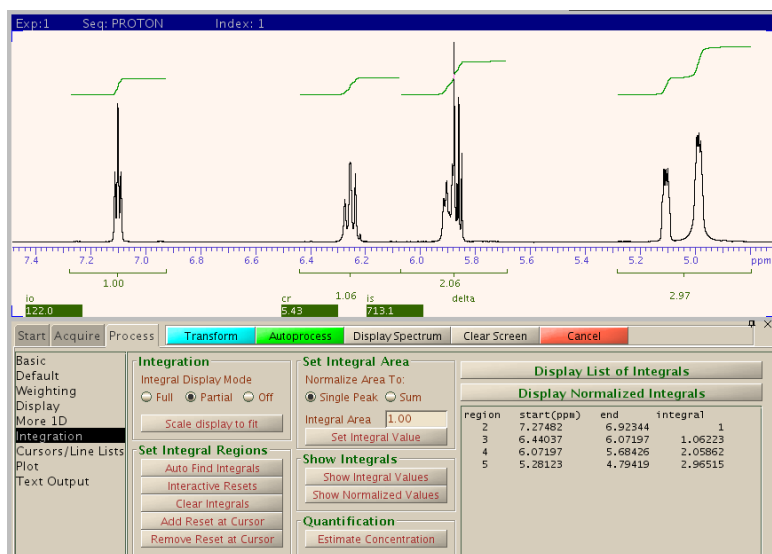 Exp:1 Seq: PROTON Index: 1
7.4 7.2 7.0 6.8 6.6 6.4 6.2 6.0 5.8 5.6 5.4 5.2 5.0 ppm
1.00 1.06 2.06 2.97
io cr is delta
122.0 5.43 713.1
Start Acquire Process Transform Autoprocess Display Spectrum Clear Screen Cancel
Basic
Default
Weighting
Display
More 1D
Integration
Cursors/Line Lists
Plot
Text Output
Integration
Integral Display Mode
Full Partial Off
Scale display to fit
Set Integral Regions
Auto Find Integrals
Interactive Resets
Clear Integrals
Add Reset at Cursor
Remove Reset at Cursor
Set Integral Area
Normalize Area To:
Single Peak Sum
Integral Area 1.00
Set Integral Value
Show Integrals
Show Integral Values
Show Normalized Values
Quantification
Estimate Concentration
Display List of Integrals
Display Normalized Integrals
region start(ppm) end integral
2 7.27482 6.92344 1
3 6.44037 6.07197 1.06223
4 6.07197 5.68426 2.05862
5 5.28123 4.79419 2.96515